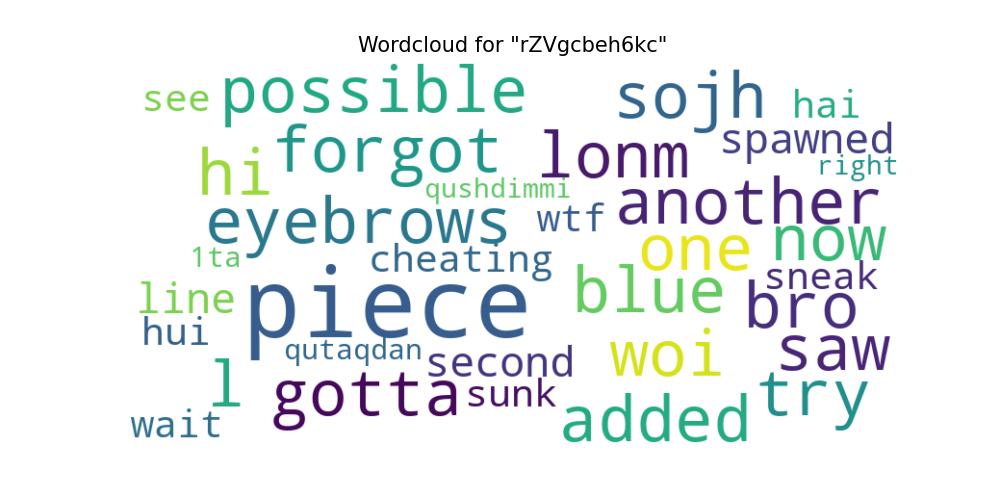 Wordcloud for "rZVgcbeh6kc"
see possible sojh hai
hi forgot lonm spawned
right
qushdimmi another
eyebrows wtf one now
1ta cheating sneak
line piece blue bro
hui qutaqdan second woi saw
l gotta sunk added try
wait